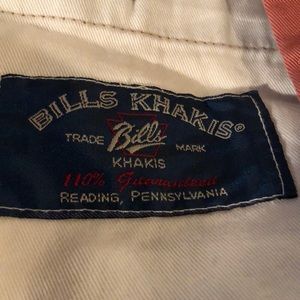 BILLS KHAKIS®
TRADE Bills MARK
KHAKIS
110% Guaranteed
READING, PENNSYLVANIA